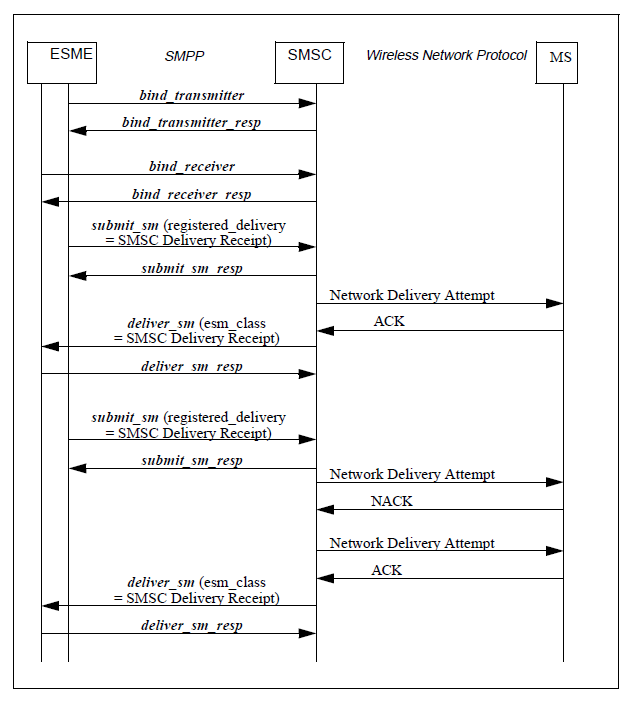 ESME SMPP SMSC Wireless Network Protocol MS
bind_transmitter
bind_transmitter_resp
bind_receiver
bind_receiver_resp
submit_sm (registered_delivery
= SMSC Delivery Receipt)
submit_sm_resp
Network Delivery Attempt
ACK
deliver_sm (esm_class
= SMSC Delivery Receipt)
deliver_sm_resp
submit_sm (registered_delivery
= SMSC Delivery Receipt)
submit_sm_resp
Network Delivery Attempt
NACK
Network Delivery Attempt
ACK
deliver_sm (esm_class
= SMSC Delivery Receipt)
deliver_sm_resp